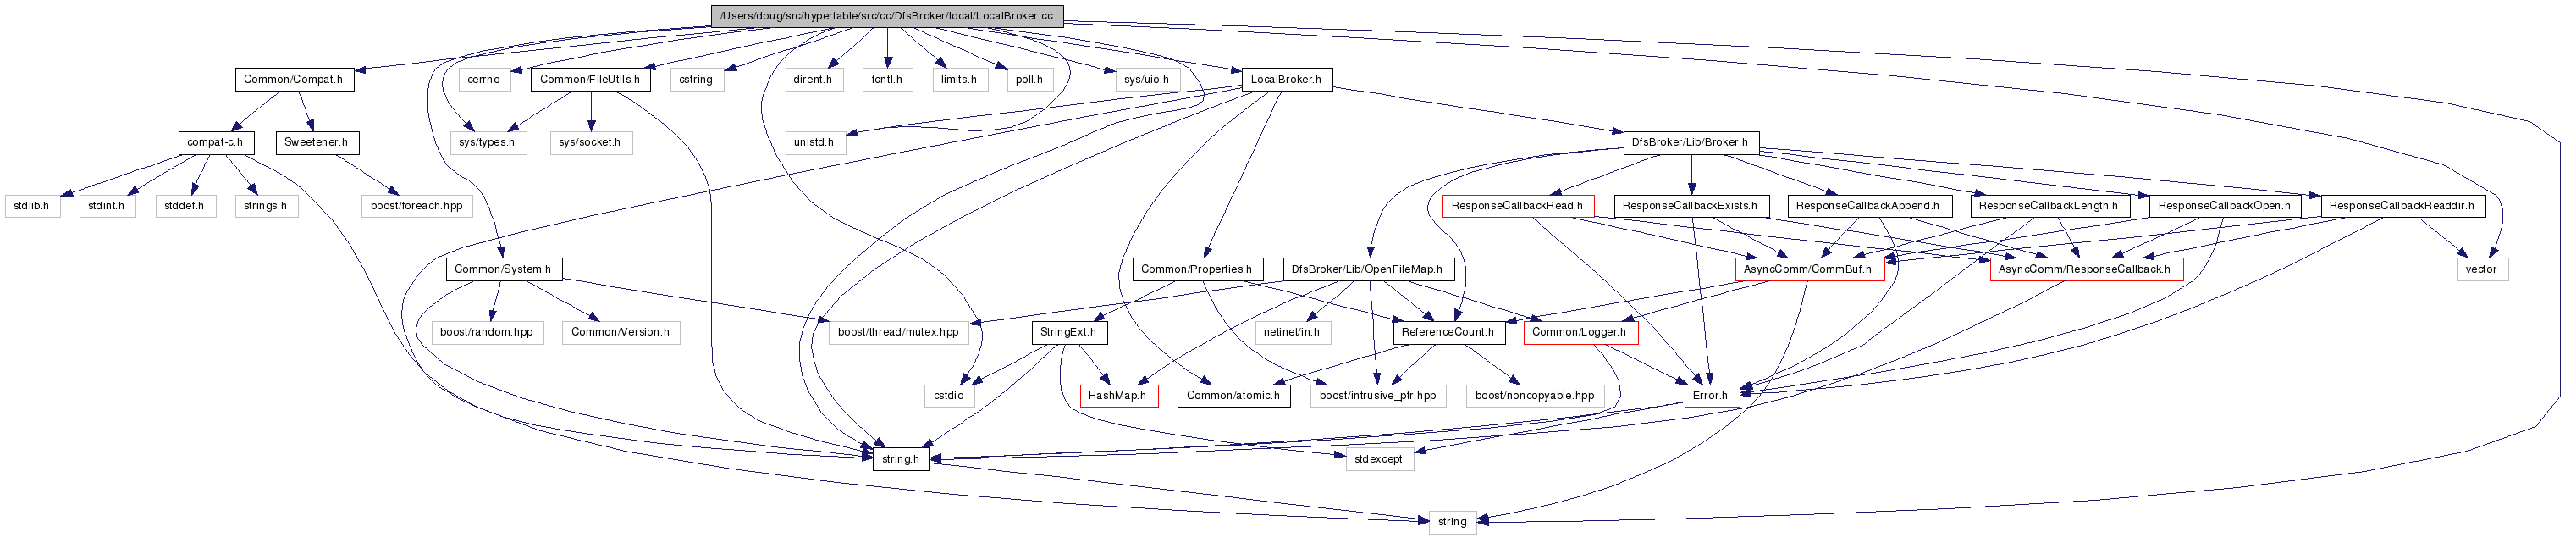 /Users/doug/src/hypertable/src/cc/DfsBroker/local/LocalBroker.cc
Common/Compat.h
cerrno
Common/FileUtils.h
cstring
dirent.h
fcntl.h
limits.h
poll.h
sys/uio.h
LocalBroker.h
compat-c.h
Sweetener.h
sys/types.h
sys/socket.h
unistd.h
DfsBroker/Lib/Broker.h
stdlib.h
stdint.h
stddef.h
strings.h
boost/foreach.hpp
ResponseCallbackRead.h
ResponseCallbackExists.h
ResponseCallbackAppend.h
ResponseCallbackLength.h
ResponseCallbackOpen.h
ResponseCallbackReaddir.h
Common/System.h
Common/Properties.h
DfsBroker/Lib/OpenFileMap.h
AsyncComm/CommBuf.h
AsyncComm/ResponseCallback.h
vector
boost/random.hpp
Common/Version.h
boost/thread/mutex.hpp
StringExt.h
netinet/in.h
ReferenceCount.h
Common/Logger.h
cstdio
HashMap.h
Common/atomic.h
boost/intrusive_ptr.hpp
boost/noncopyable.hpp
Error.h
string.h
stdexcept
string